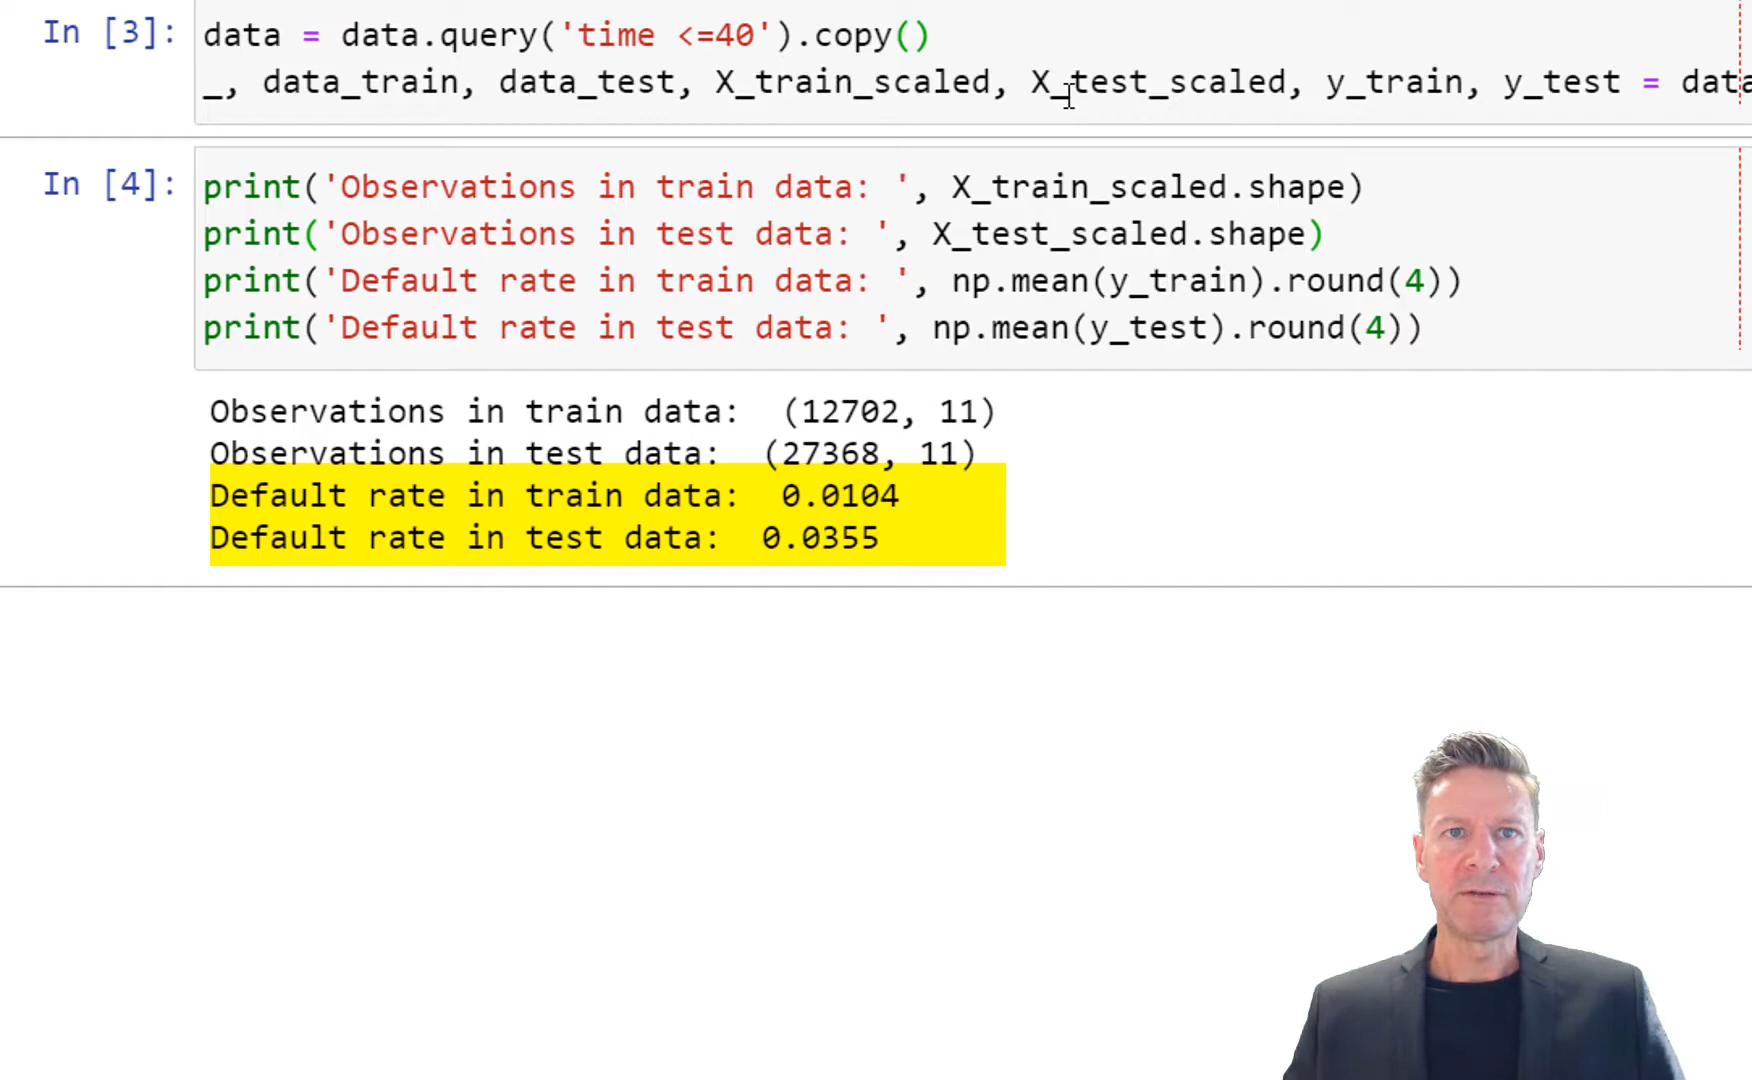 In [3]: data = data.query('time <=40').copy()
_, data_train, data_test, X_train_scaled, X_test_scaled, y_train, y_test = data
In [4]: print('Observations in train data: ', X_train_scaled.shape)
print('Observations in test data: ', X_test_scaled.shape)
print('Default rate in train data: ', np.mean(y_train).round(4))
print('Default rate in test data: ', np.mean(y_test).round(4))
Observations in train data:  (12702, 11)
Observations in test data:  (27368, 11)
Default rate in train data:  0.0104
Default rate in test data:  0.0355